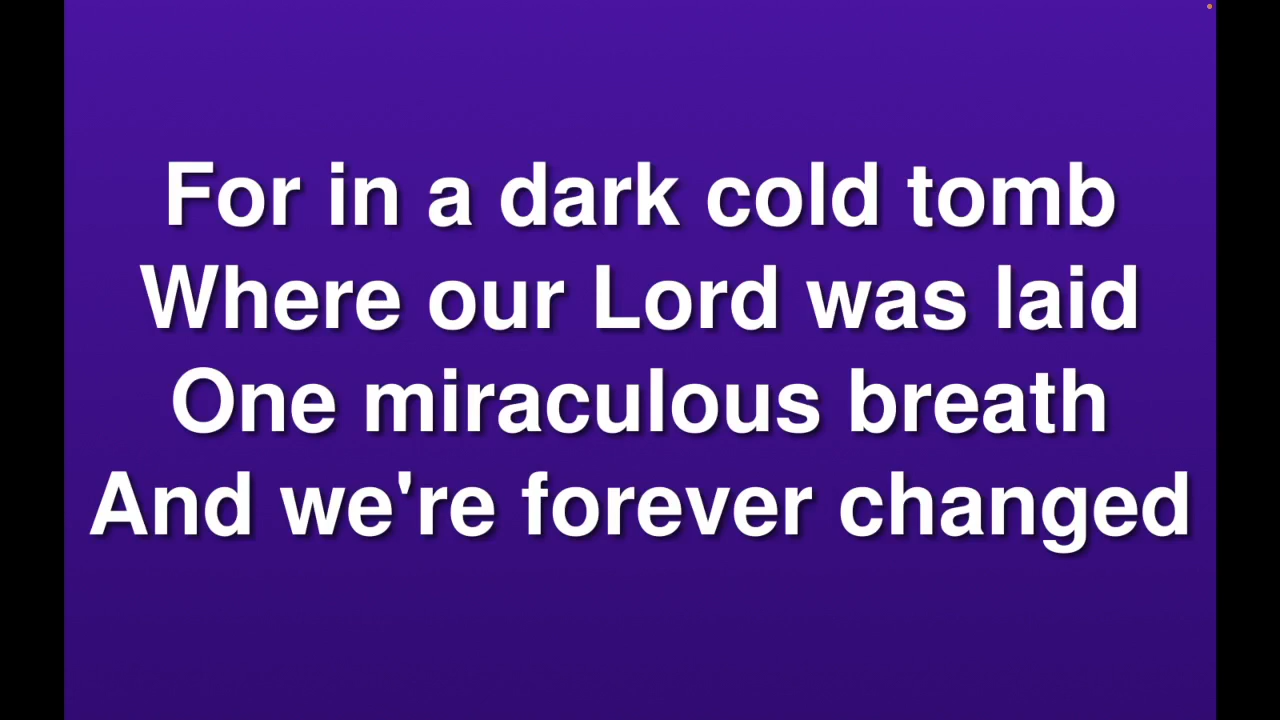 For in a dark cold tomb
Where our Lord was laid
One miraculous breath
And we're forever changed